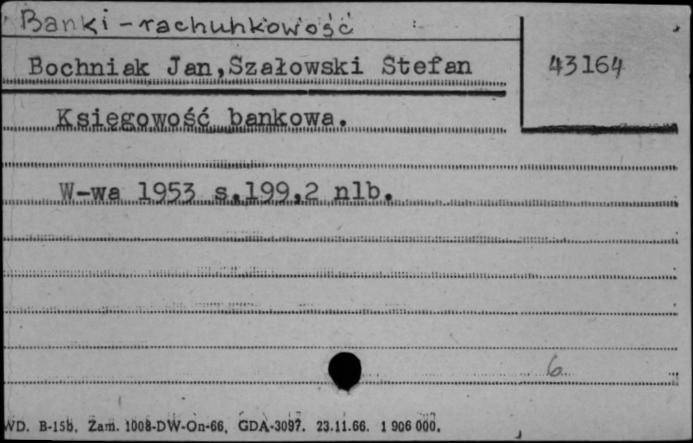 Banki - rachunkowość
43164
Bochniak Jan,Szałowski Stefan
Księgowość bankowa.
W-wa 1953 s.199,2 nlb.
6
WD. B-15b. Zam. 1008-DW-On-66. GDA-3097. 23.11.66. 1 906 000.